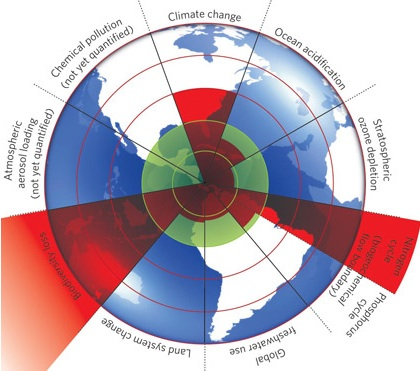 Climate change
Ocean acidification
Stratospheric
ozone depletion
Nitrogen
cycle
(biogeochemical
flow boundary)
Phosphorus
cycle
Global
freshwater use
Land system change
Biodiversity loss
Atmospheric
aerosol loading
(not yet quantified)
Chemical pollution
(not yet quantified)